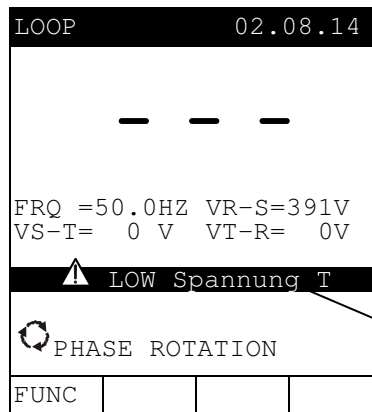 LOOP 02.08.14
– – –
FRQ =50.0HZ VR-S=391V
VS-T= 0 V VT-R= 0V
LOW Spannung T
PHASE ROTATION
FUNC